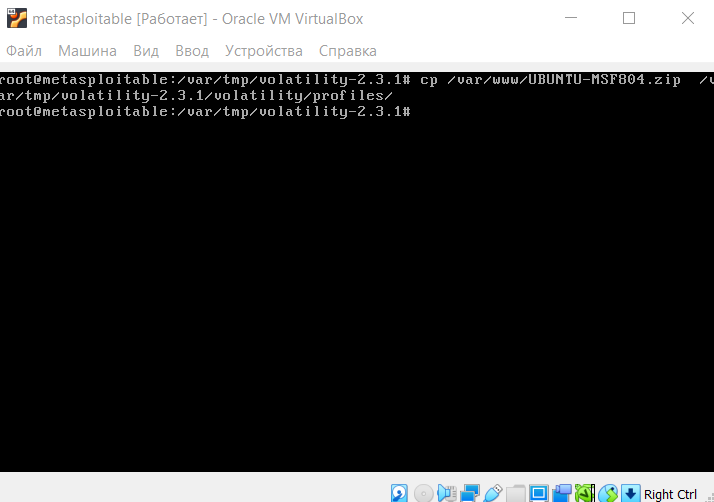 metasploitable [Работает] - Oracle VM VirtualBox
Файл Машина Вид Ввод Устройства Справка
root@metasploitable:/var/tmp/volatility-2.3.1# cp /var/www/UBUNTU-MSF804.zip /v
ar/tmp/volatility-2.3.1/volatility/profiles/
root@metasploitable:/var/tmp/volatility-2.3.1#
Right Ctrl